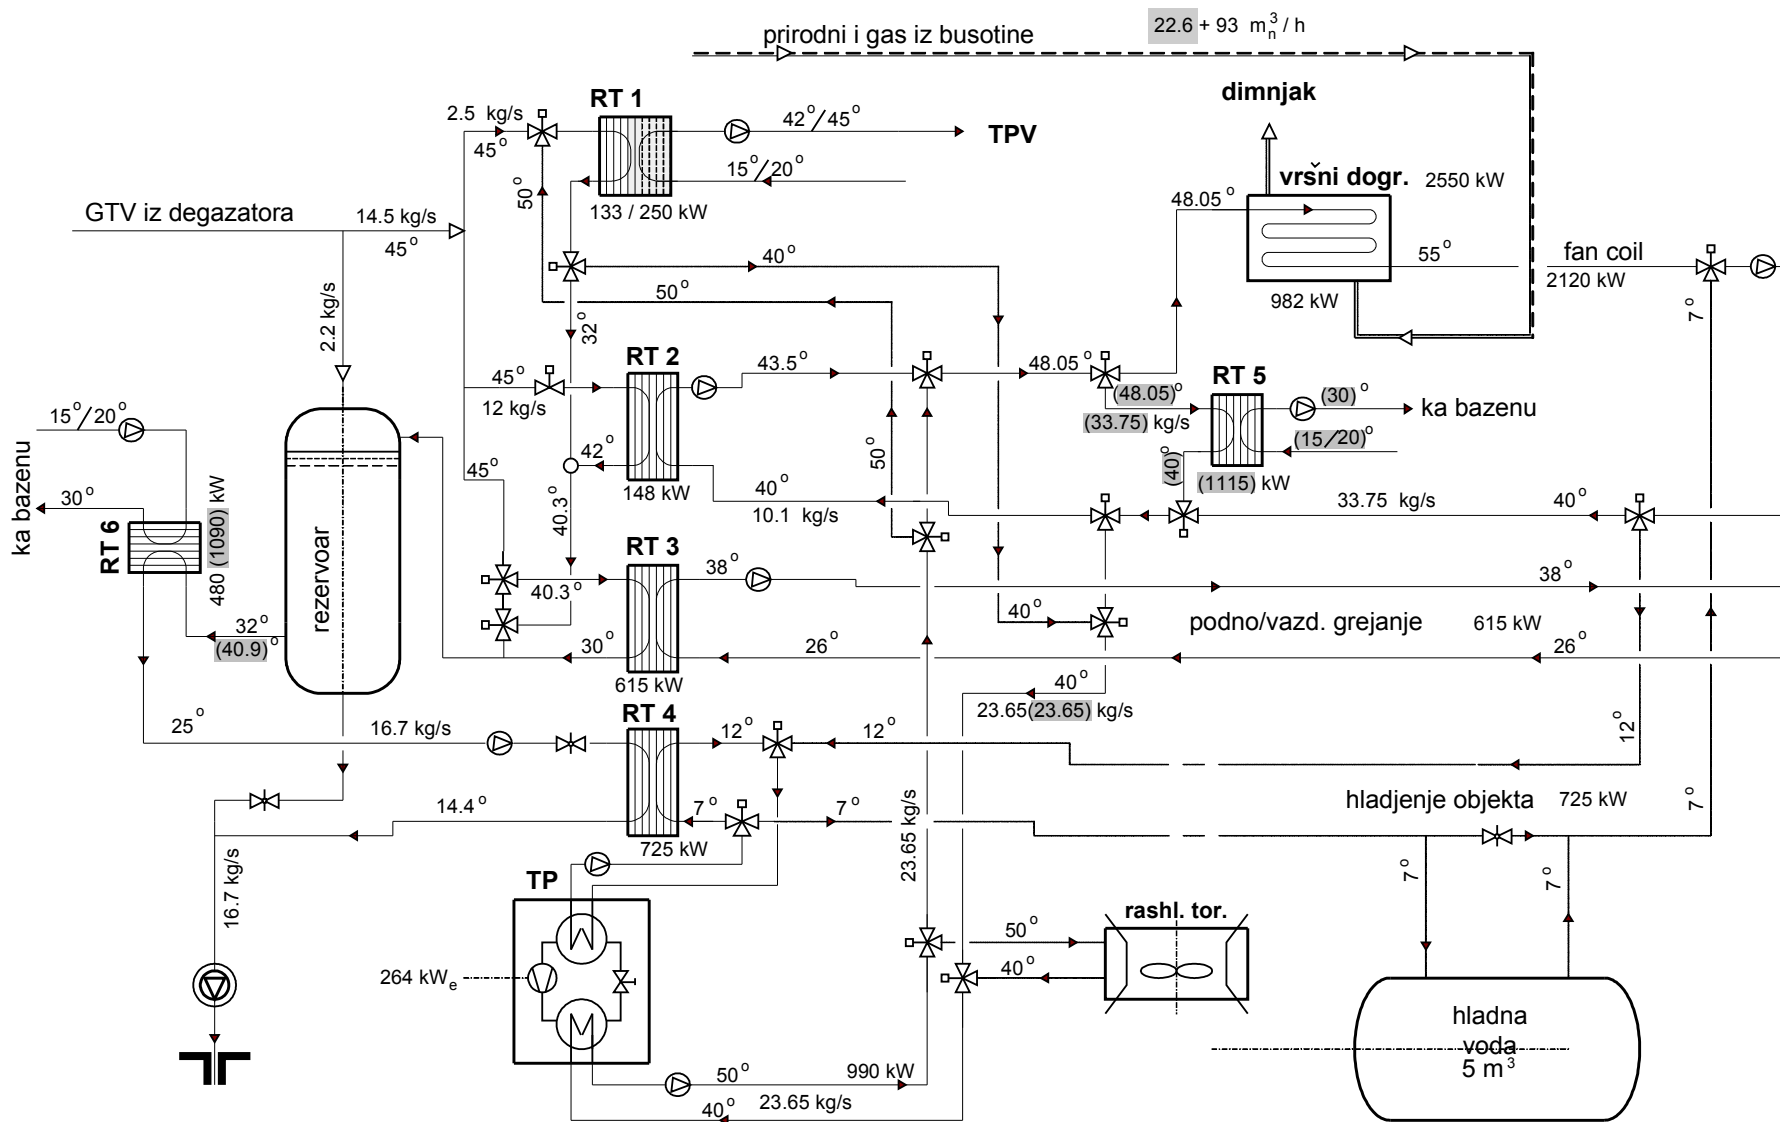 prirodni i gas iz busotine
22.6 + 93 m³ₙ / h
dimnjak
RT 1
2.5 kg/s
45°
42°/45°
TPV
15°/20°
50°
133 / 250 kW
vršni dogr.
2550 kW
48.05°
55°
982 kW
fan coil
2120 kW
7°
GTV iz degazatora
14.5 kg/s
45°
2.2 kg/s
40°
50°
32°
RT 2
45°
12 kg/s
43.5°
48.05°
RT 5
(48.05)°
(33.75) kg/s
(30)°
ka bazenu
(15/20)°
(40)°
(1115) kW
15°/20°
ka bazenu
30°
RT 6
480 (1090) kW
rezervoar
45°
42°
148 kW
50°
40°
10.1 kg/s
33.75 kg/s
40°
40.3°
RT 3
40.3°
38°
38°
40°
podno/vazd. grejanje
615 kW
32°
(40.9)°
30°
26°
26°
615 kW
40°
23.65(23.65) kg/s
RT 4
25°
16.7 kg/s
12°
12°
12°
14.4°
7°
7°
hladjenje objekta
725 kW
7°
725 kW
16.7 kg/s
23.65 kg/s
TP
7°
7°
rashl. tor.
50°
40°
264 kWₑ
hladna
voda
5 m³
50°
990 kW
23.65 kg/s
40°